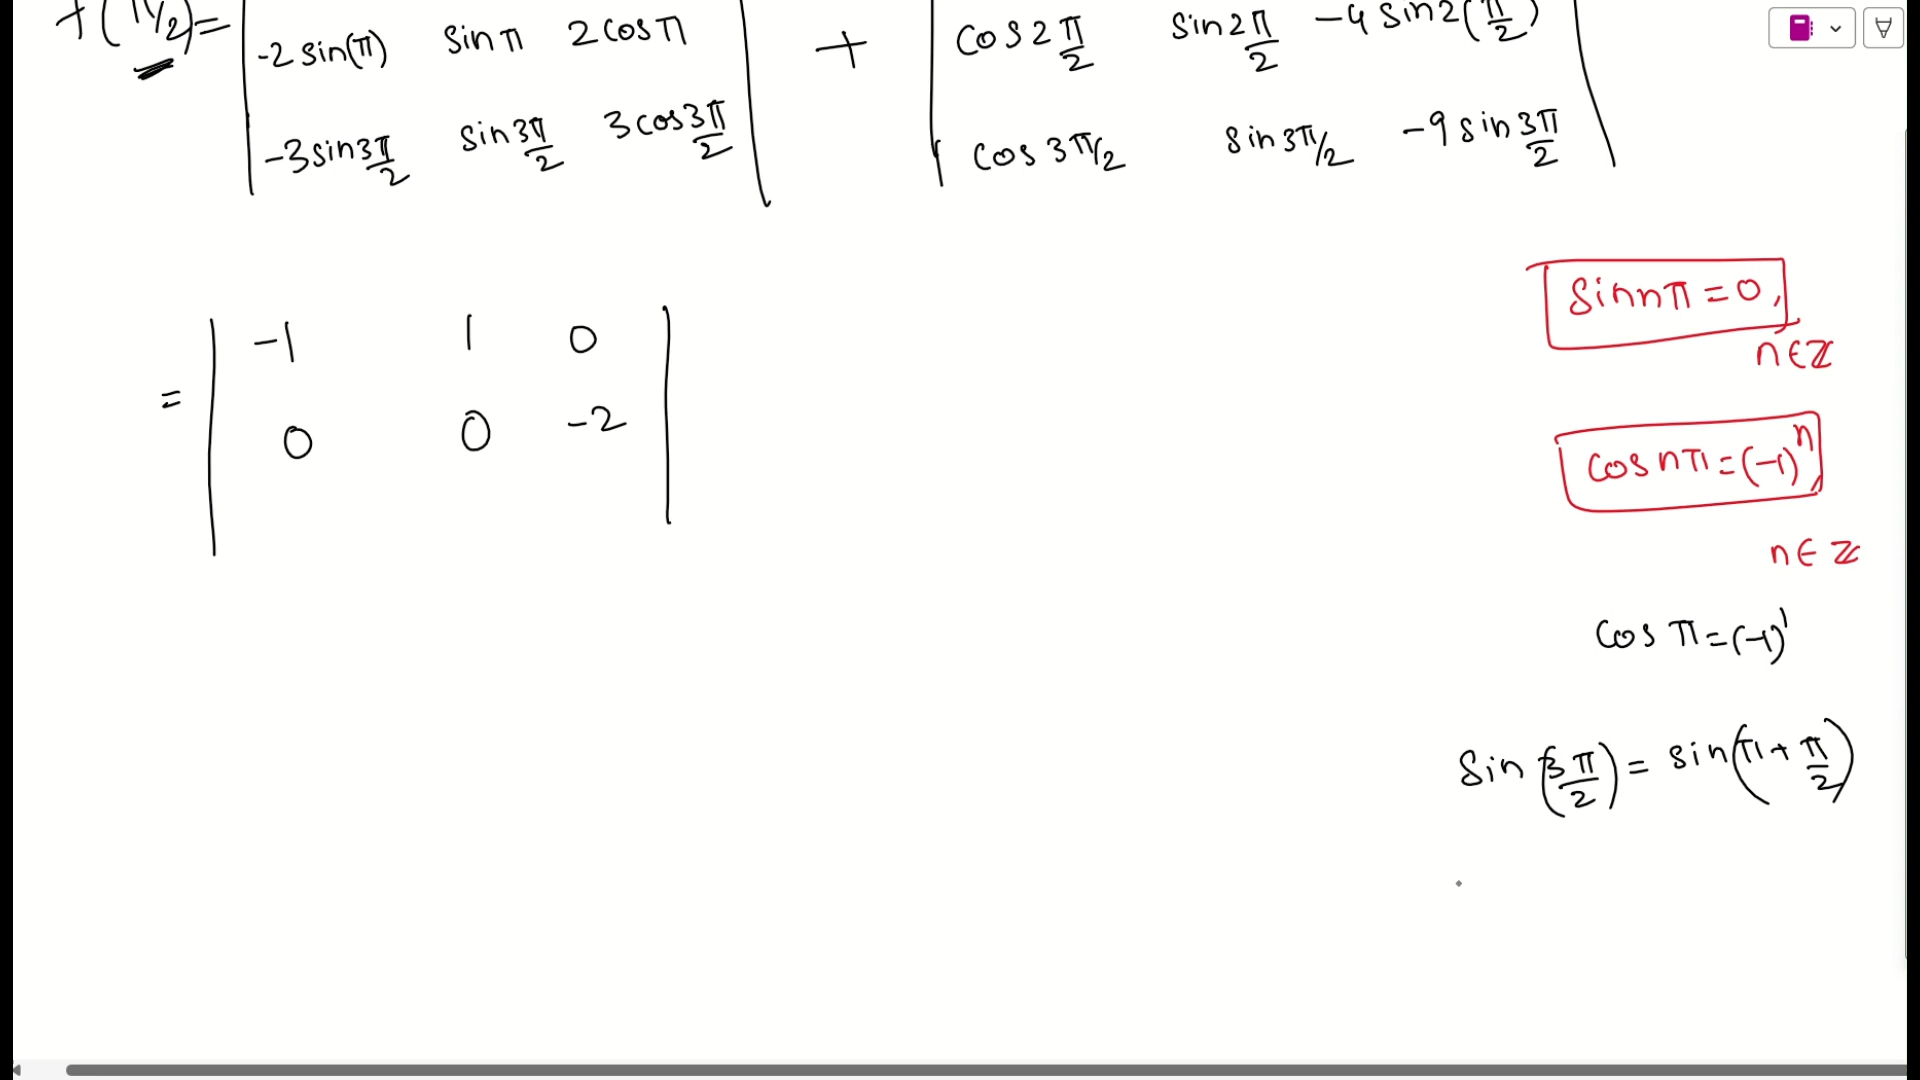 f(π/2)= | -2 sin(π) sin π 2 cos π | + | cos 2π/2 sin 2π/2 -4 sin 2(π/2) |
| -3 sin 3π/2 sin 3π/2 3 cos 3π/2 | | cos 3π/2 sin 3π/2 -9 sin 3π/2 |
sin nπ = 0,
n∈ℤ
= | -1 1 0 |
| 0 0 -2 |
cos nπ = (-1)ⁿ,
n∈ℤ
cos π = (-1)¹
sin(3π/2) = sin(π + π/2)